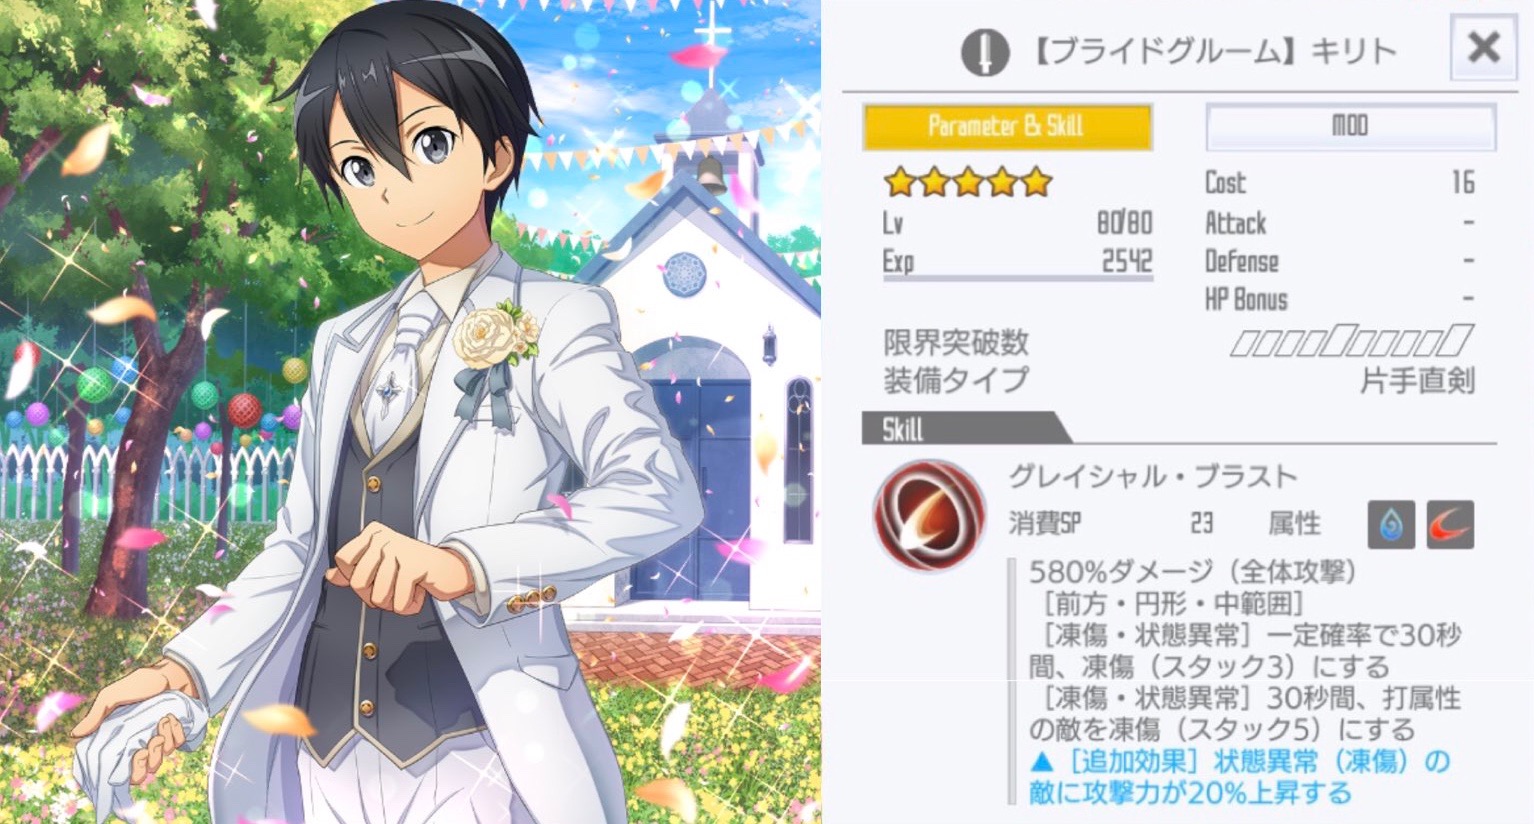 【ブライドグルーム】キリト
Parameter & Skill
MOD
Cost 16
Lv 80/80
Attack -
Exp 2542
Defense -
HP Bonus -
限界突破数
装備タイプ 片手直剣
Skill
グレイシャル・ブラスト
消費SP 23 属性
580%ダメージ（全体攻撃）
［前方・円形・中範囲］
［凍傷・状態異常］一定確率で30秒
間、凍傷（スタック3）にする
［凍傷・状態異常］30秒間、打属性
の敵を凍傷（スタック5）にする
▲［追加効果］状態異常（凍傷）の
敵に攻撃力が20%上昇する